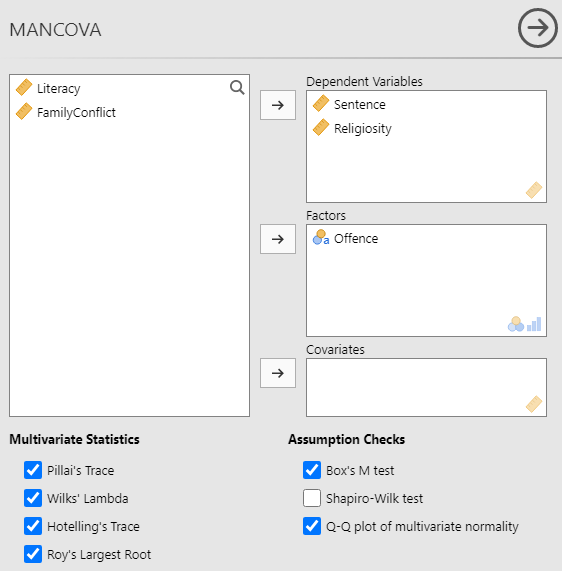 MANCOVA
Literacy
FamilyConflict
Dependent Variables
Sentence
Religiosity
Factors
a Offence
Covariates
Multivariate Statistics
Pillai's Trace
Wilks' Lambda
Hotelling's Trace
Roy's Largest Root
Assumption Checks
Box's M test
Shapiro-Wilk test
Q-Q plot of multivariate normality